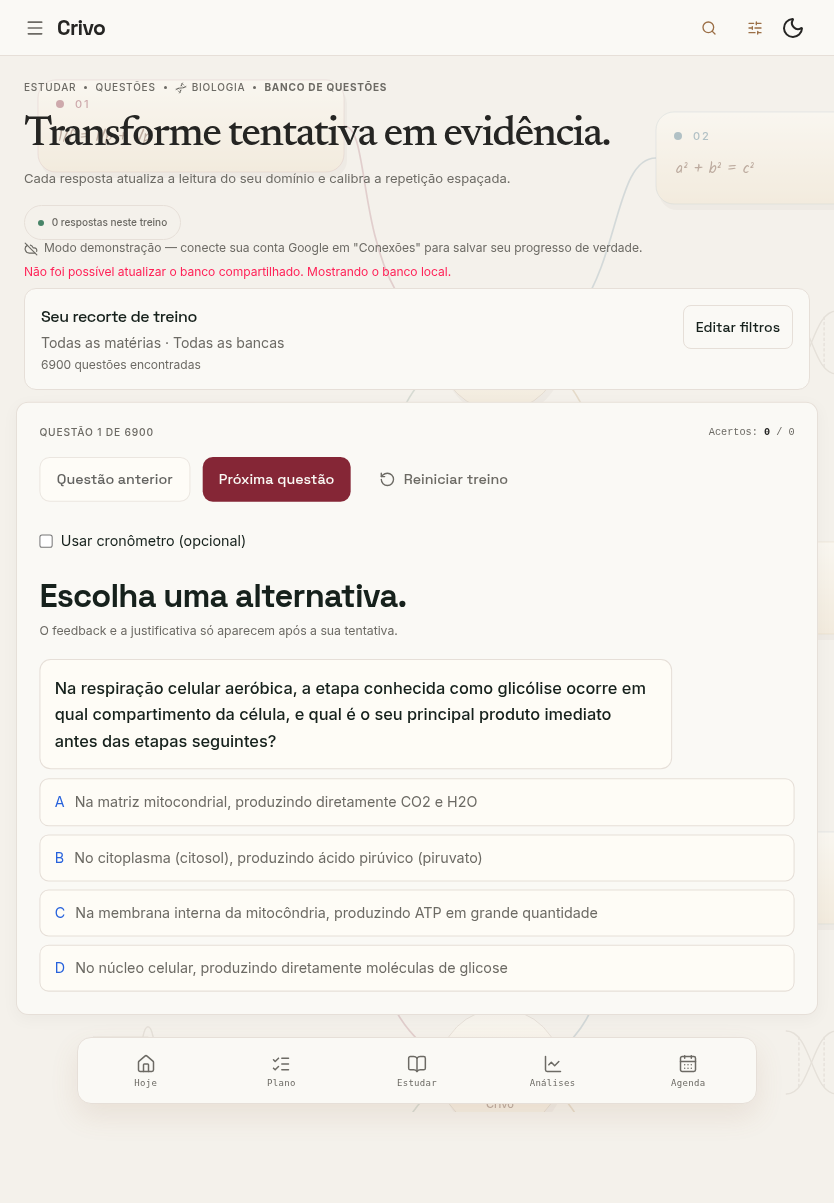 Crivo
ESTUDAR • QUESTÕES • BIOLOGIA • BANCO DE QUESTÕES
01
Transforme tentativa em evidência.
02
a² + b² = c²
Cada resposta atualiza a leitura do seu domínio e calibra a repetição espaçada.
0 respostas neste treino
Modo demonstração — conecte sua conta Google em "Conexões" para salvar seu progresso de verdade.
Não foi possível atualizar o banco compartilhado. Mostrando o banco local.
Seu recorte de treino
Editar filtros
Todas as matérias · Todas as bancas
6900 questões encontradas
QUESTÃO 1 DE 6900
Acertos: 0 / 0
Questão anterior
Próxima questão
Reiniciar treino
Usar cronômetro (opcional)
Escolha uma alternativa.
O feedback e a justificativa só aparecem após a sua tentativa.
Na respiração celular aeróbica, a etapa conhecida como glicólise ocorre em
qual compartimento da célula, e qual é o seu principal produto imediato
antes das etapas seguintes?
A Na matriz mitocondrial, produzindo diretamente CO2 e H2O
B No citoplasma (citosol), produzindo ácido pirúvico (piruvato)
C Na membrana interna da mitocôndria, produzindo ATP em grande quantidade
D No núcleo celular, produzindo diretamente moléculas de glicose
Hoje
Plano
Estudar
Análises
Agenda
Crivo